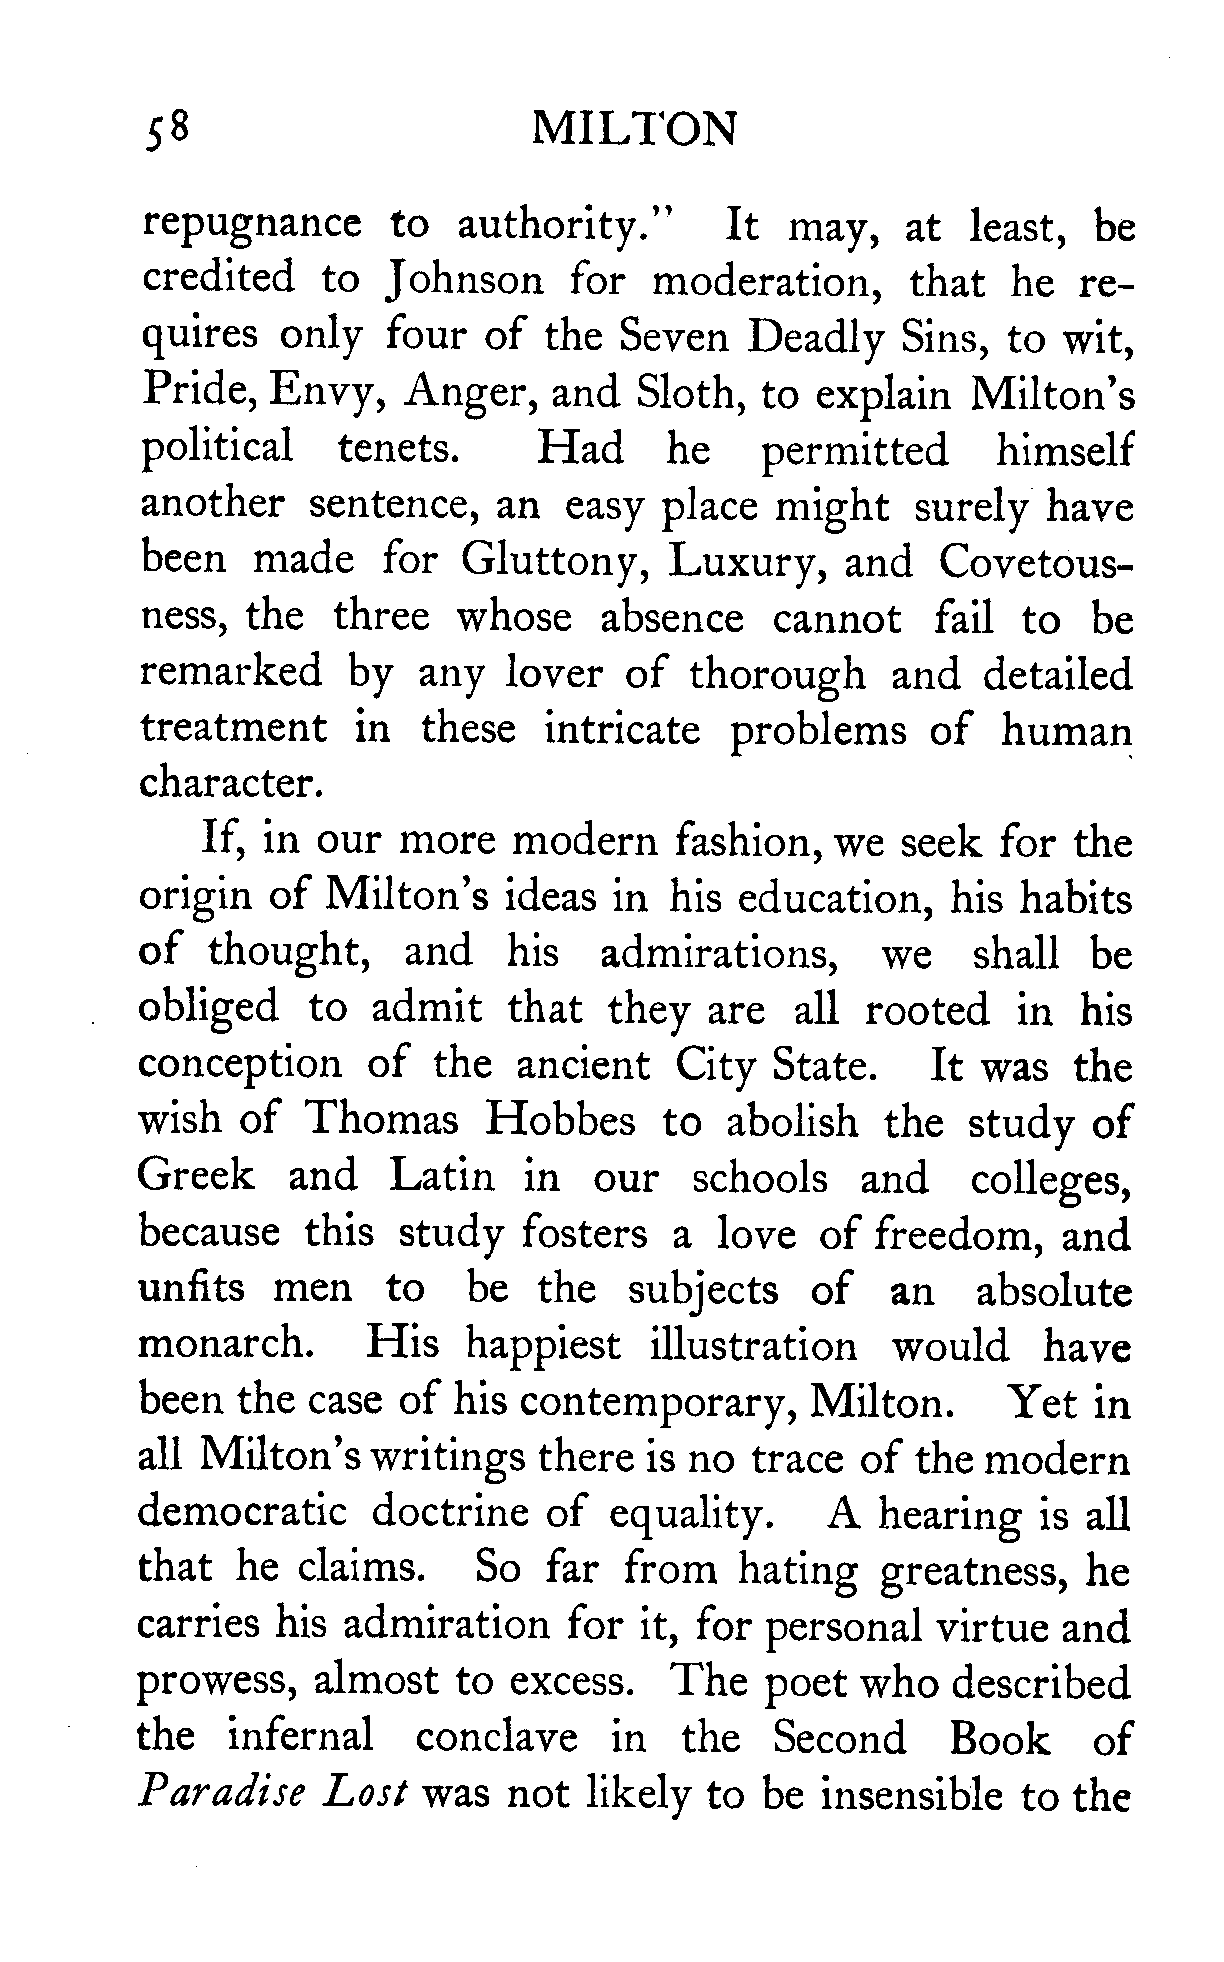 58 MILTON
repugnance to authority." It may, at least, be
credited to Johnson for moderation, that he re-
quires only four of the Seven Deadly Sins, to wit,
Pride, Envy, Anger, and Sloth, to explain Milton's
political tenets. Had he permitted himself
another sentence, an easy place might surely have
been made for Gluttony, Luxury, and Covetous-
ness, the three whose absence cannot fail to be
remarked by any lover of thorough and detailed
treatment in these intricate problems of human
character.
If, in our more modern fashion, we seek for the
origin of Milton's ideas in his education, his habits
of thought, and his admirations, we shall be
obliged to admit that they are all rooted in his
conception of the ancient City State. It was the
wish of Thomas Hobbes to abolish the study of
Greek and Latin in our schools and colleges,
because this study fosters a love of freedom, and
unfits men to be the subjects of an absolute
monarch. His happiest illustration would have
been the case of his contemporary, Milton. Yet in
all Milton's writings there is no trace of the modern
democratic doctrine of equality. A hearing is all
that he claims. So far from hating greatness, he
carries his admiration for it, for personal virtue and
prowess, almost to excess. The poet who described
the infernal conclave in the Second Book of
Paradise Lost was not likely to be insensible to the